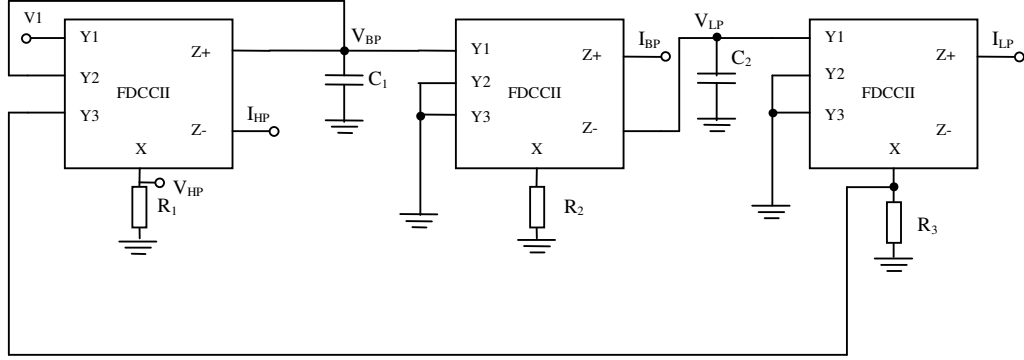 V1
Y1
Y2
Y3
Z+
Z-
FDCCII
X
V_BP
C_1
I_HP
V_HP
R_1
Y1
Y2
Y3
Z+
Z-
FDCCII
X
I_BP
R_2
V_LP
C_2
Y1
Y2
Y3
Z+
Z-
FDCCII
X
I_LP
R_3